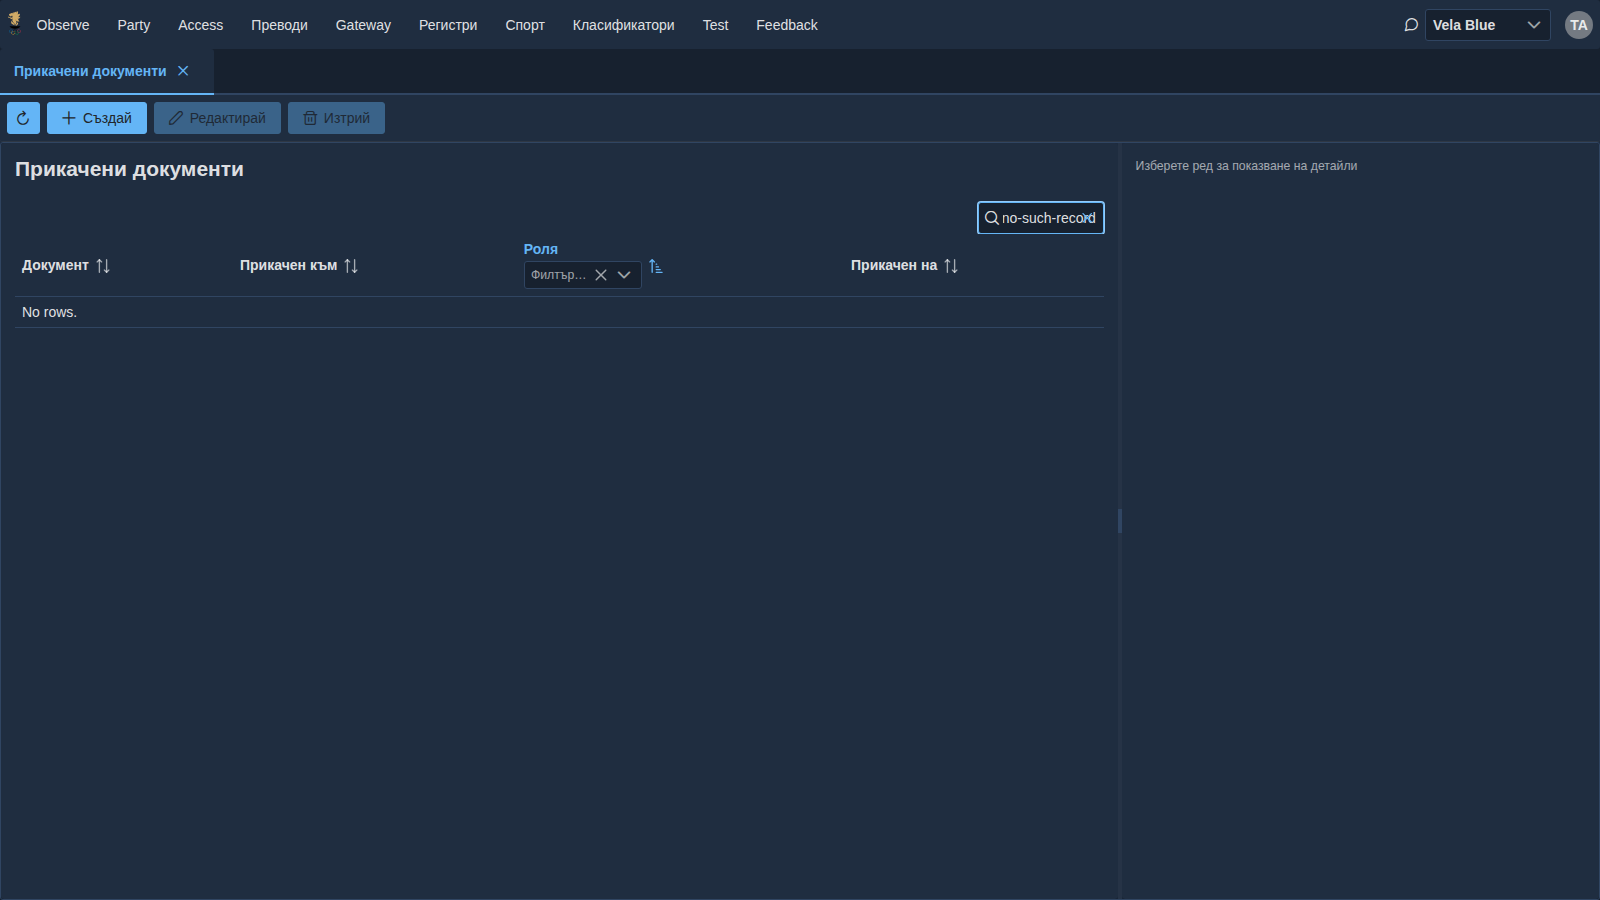 Observe Party Access Преводи Gateway Регистри Спорт Класификатори Test Feedback Vela Blue TA
Прикачени документи
Създай Редактирай Изтрий
Прикачени документи
Изберете ред за показване на детайли
no-such-record
Документ Прикачен към Роля Прикачен на
Филтър...
No rows.